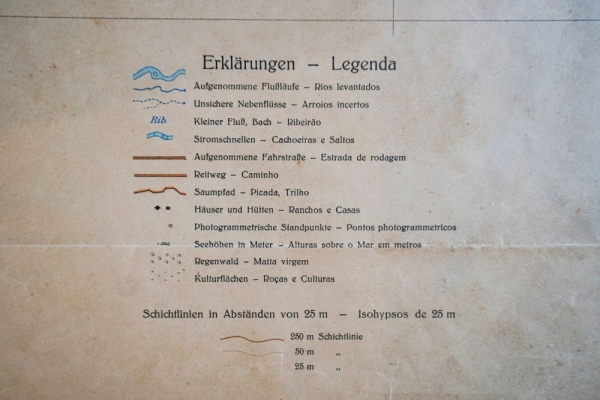 Erklärungen – Legenda
Aufgenommene Flußläufe – Rios levantados
Unsichere Nebenflüsse – Arroios incertos
Rib. Kleiner Fluß, Bach – Ribeirão
Stromschnellen – Cachoeiras e Saltos
Aufgenommene Fahrstraße – Estrada de rodagem
Reitweg – Caminho
Saumpfad – Picada, Trilho
Häuser und Hütten – Ranchos e Casas
Photogrammetrische Standpunkte – Pontos photogrammetricos
Seehöhen in Meter – Alturas sobre o Mar em metros
Regenwald – Matta virgem
Kulturflächen – Roças e Culturas
Schichtlinien in Abständen von 25 m – Isohypsos de 25 m
250 m Schichtlinie
50 m „
25 m „